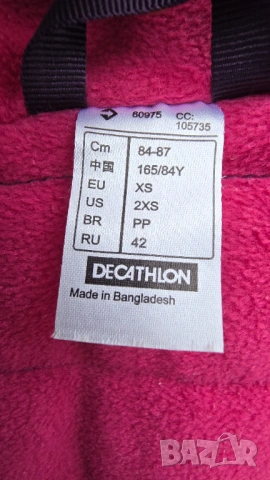 60975 CC:
105735
Cm 84-87
中国 165/84Y
EU XS
US 2XS
BR PP
RU 42
DECATHLON
Made in Bangladesh
bazar